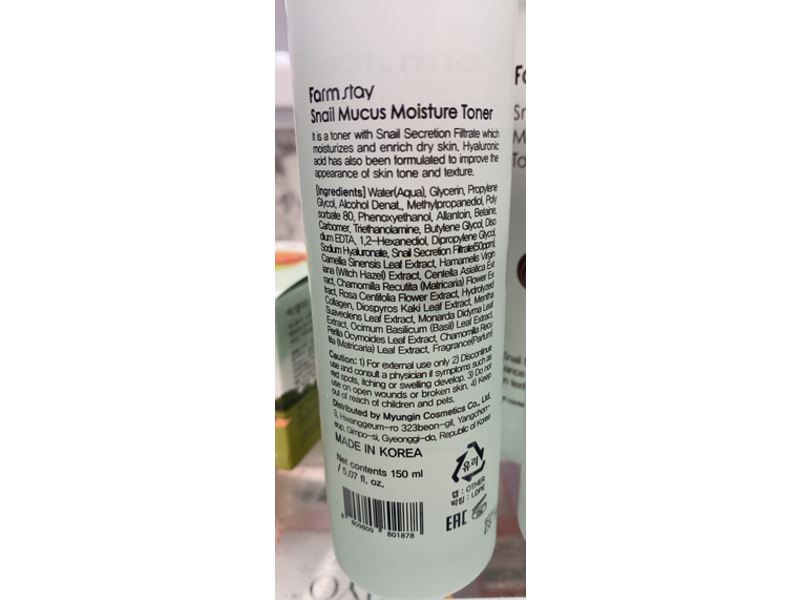 Farm stay
Snail Mucus Moisture Toner
It is a toner with Snail Secretion Filtrate which
moisturizes and enrich dry skin. Hyaluronic
acid has also been formulated to improve the
appearance of skin tone and texture.
[Ingredients] Water(Aqua), Glycerin, Propylene
Glycol, Alcohol Denat., Methylpropanediol, Poly
sorbate 80, Phenoxyethanol, Allantoin, Betaine,
Carbomer, Triethanolamine, Butylene Glycol, Diso
dium EDTA, 1,2-Hexanediol, Dipropylene Glycol,
Sodium Hyaluronate, Snail Secretion Filtrate(50ppm),
Camellia Sinensis Leaf Extract, Hamamelis Virgin
iana (Witch Hazel) Extract, Centella Asiatica Ext
ract, Chamomilla Recutita (Matricaria) Flower Ex
tract, Rosa Centifolia Flower Extract, Hydrolyzed
Collagen, Diospyros Kaki Leaf Extract, Mentha
Suaveolens Leaf Extract, Monarda Didyma Leaf
Extract, Ocimum Basilicum (Basil) Leaf Extract,
Perilla Ocymoides Leaf Extract, Chamomilla Recu
tita (Matricaria) Leaf Extract, Fragrance(Parfum)
Caution: 1) For external use only 2) Discontinue
use and consult a physician if symptoms such as
red spots, itching or swelling develop. 3) Do not
use on open wounds or broken skin. 4) Keep
out of reach of children and pets.
Distributed by Myungin Cosmetics Co., Ltd.
3, Hwanggeum-ro 323beon-gil, Yangchon-
eup, Gimpo-si, Gyeonggi-do, Republic of Korea
MADE IN KOREA
Net contents 150 ml
/ 5.07 fl. oz.
유리
캡 : OTHER
박킹 : LDPE
EAC
8 809809 801878